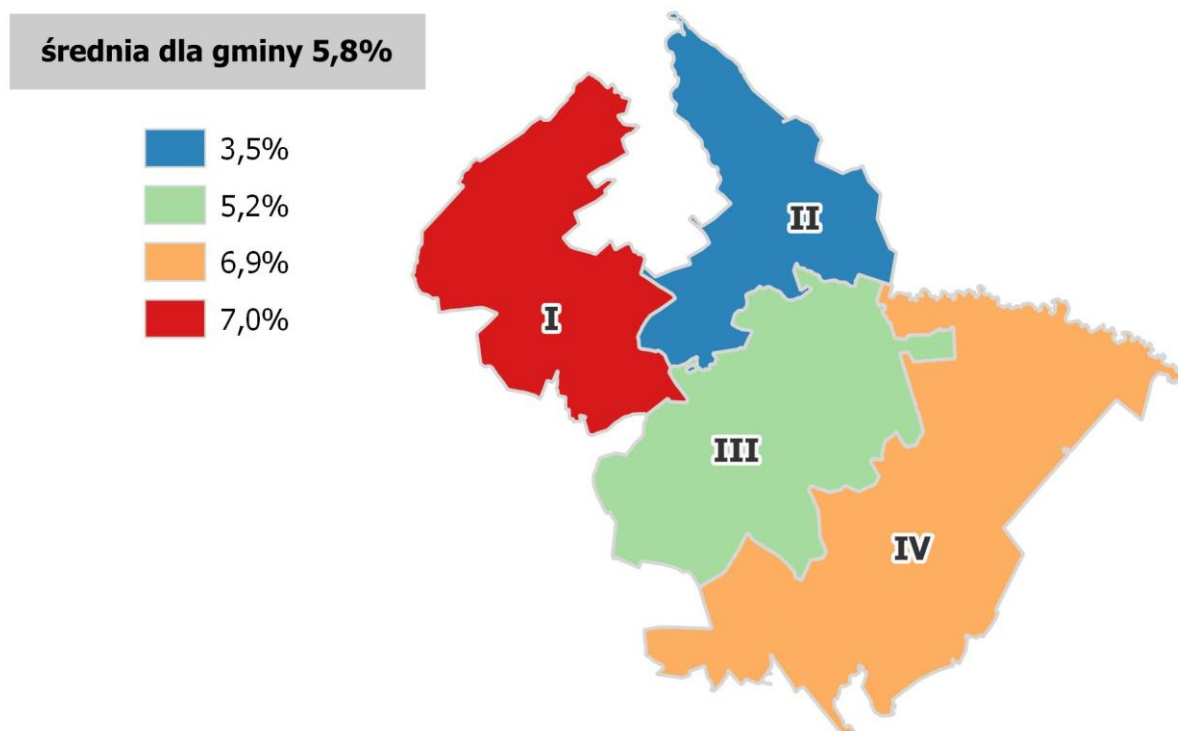 średnia dla gminy 5,8%
3,5%
5,2%
6,9%
7,0%
II
I
III
IV